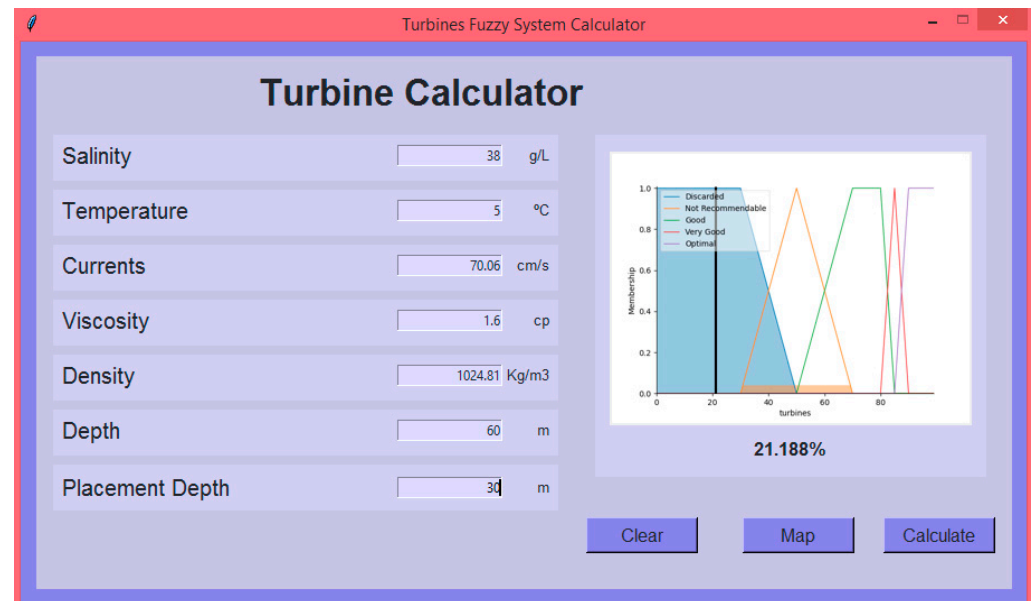 Turbines Fuzzy System Calculator
Turbine Calculator
Salinity 38 g/L
Temperature 5 ºC
Currents 70.06 cm/s
Viscosity 1.6 cp
Density 1024.81 Kg/m3
Depth 60 m
Placement Depth 30 m
1.0
0.8
0.6
0.4
0.2
0.0
Membership
Discarded
Not Recommendable
Good
Very Good
Optimal
0 20 40 60 80
turbines
21.188%
Clear Map Calculate